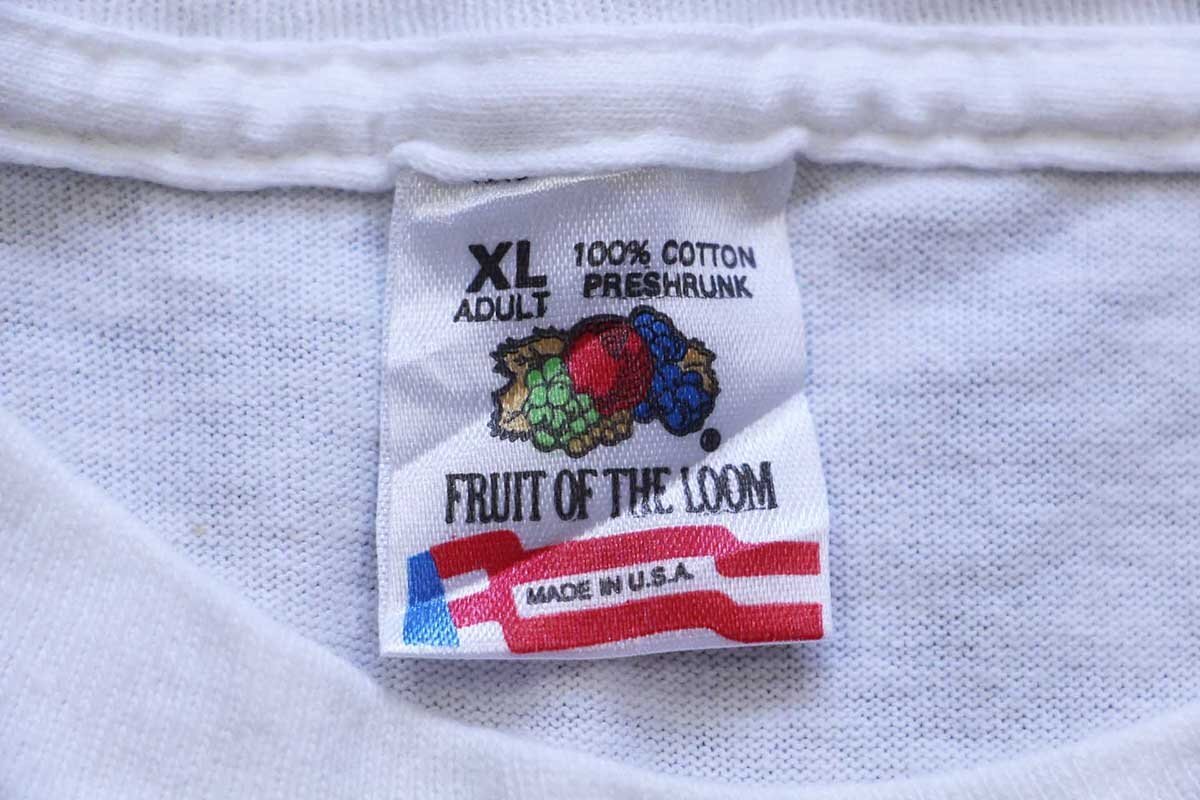 XL 100% COTTON
ADULT PRESHRUNK
®
FRUIT OF THE LOOM
MADE IN U.S.A.